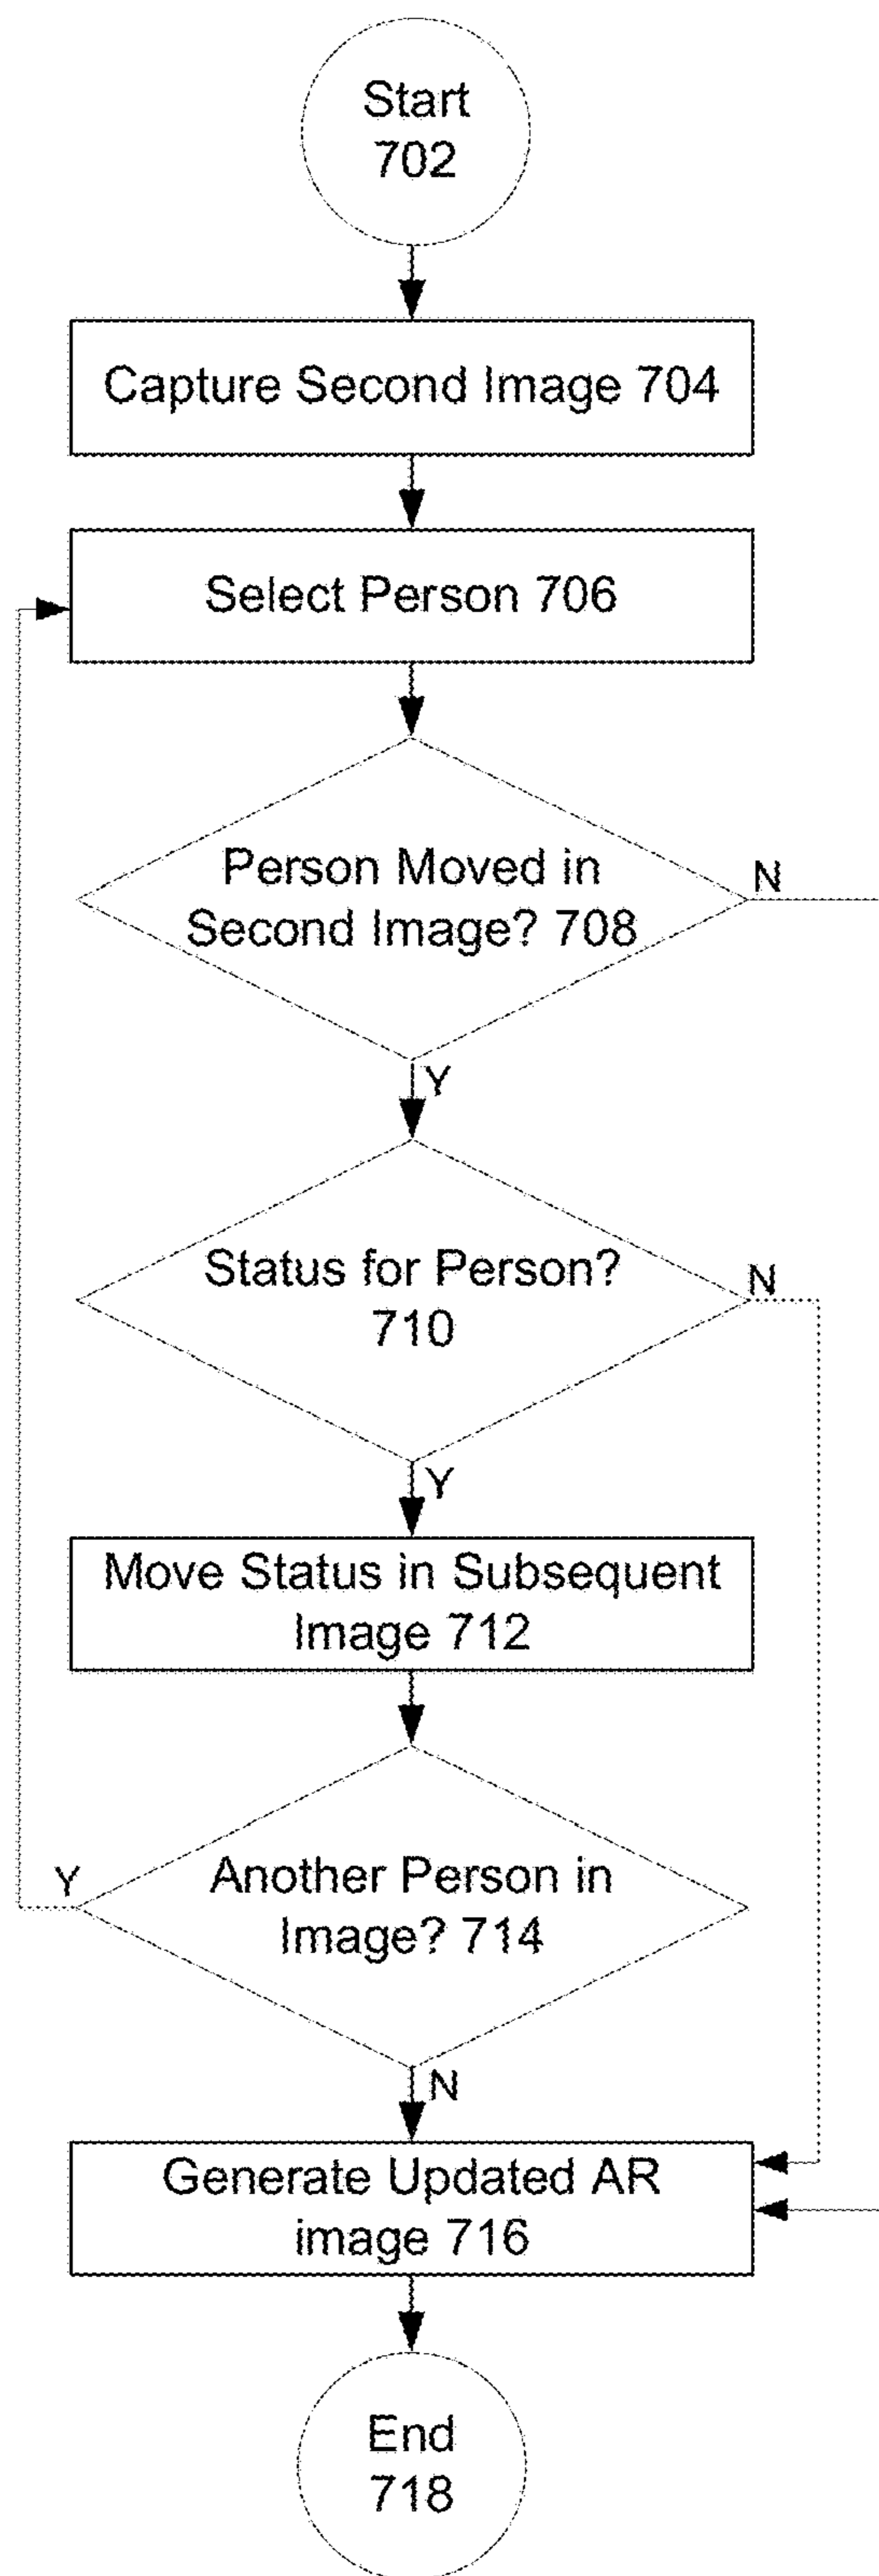 Start
702
Capture Second Image 704
Select Person 706
Person Moved in
Second Image? 708
N
Y
Status for Person?
710
N
Y
Move Status in Subsequent
Image 712
Another Person in
Image? 714
Y
N
Generate Updated AR
image 716
End
718